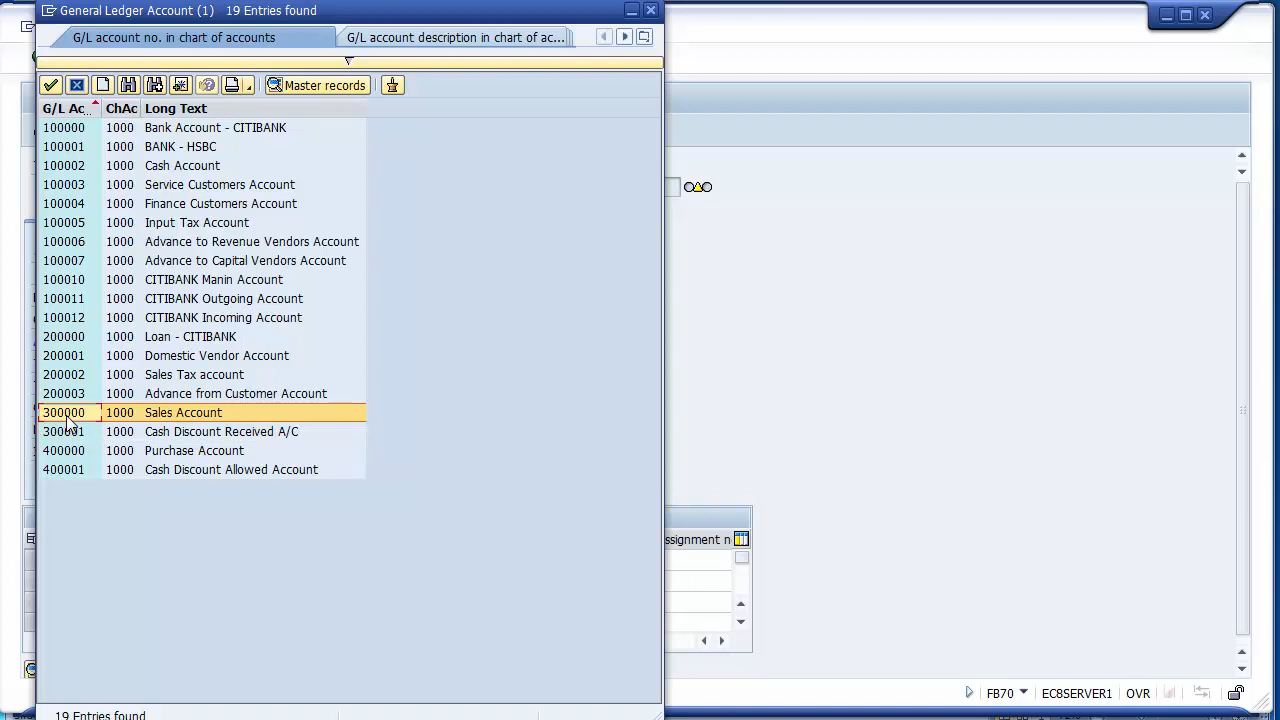 General Ledger Account (1)   19 Entries found
G/L account no. in chart of accounts   G/L account description in chart of ac...
Master records
G/L Ac..   ChAc   Long Text
100000   1000   Bank Account - CITIBANK
100001   1000   BANK - HSBC
100002   1000   Cash Account
100003   1000   Service Customers Account
100004   1000   Finance Customers Account
100005   1000   Input Tax Account
100006   1000   Advance to Revenue Vendors Account
100007   1000   Advance to Capital Vendors Account
100010   1000   CITIBANK Manin Account
100011   1000   CITIBANK Outgoing Account
100012   1000   CITIBANK Incoming Account
200000   1000   Loan - CITIBANK
200001   1000   Domestic Vendor Account
200002   1000   Sales Tax account
200003   1000   Advance from Customer Account
300000   1000   Sales Account
300001   1000   Cash Discount Received A/C
400000   1000   Purchase Account
400001   1000   Cash Discount Allowed Account
ssignment n
FB70   EC8SERVER1   OVR
19 Entries found